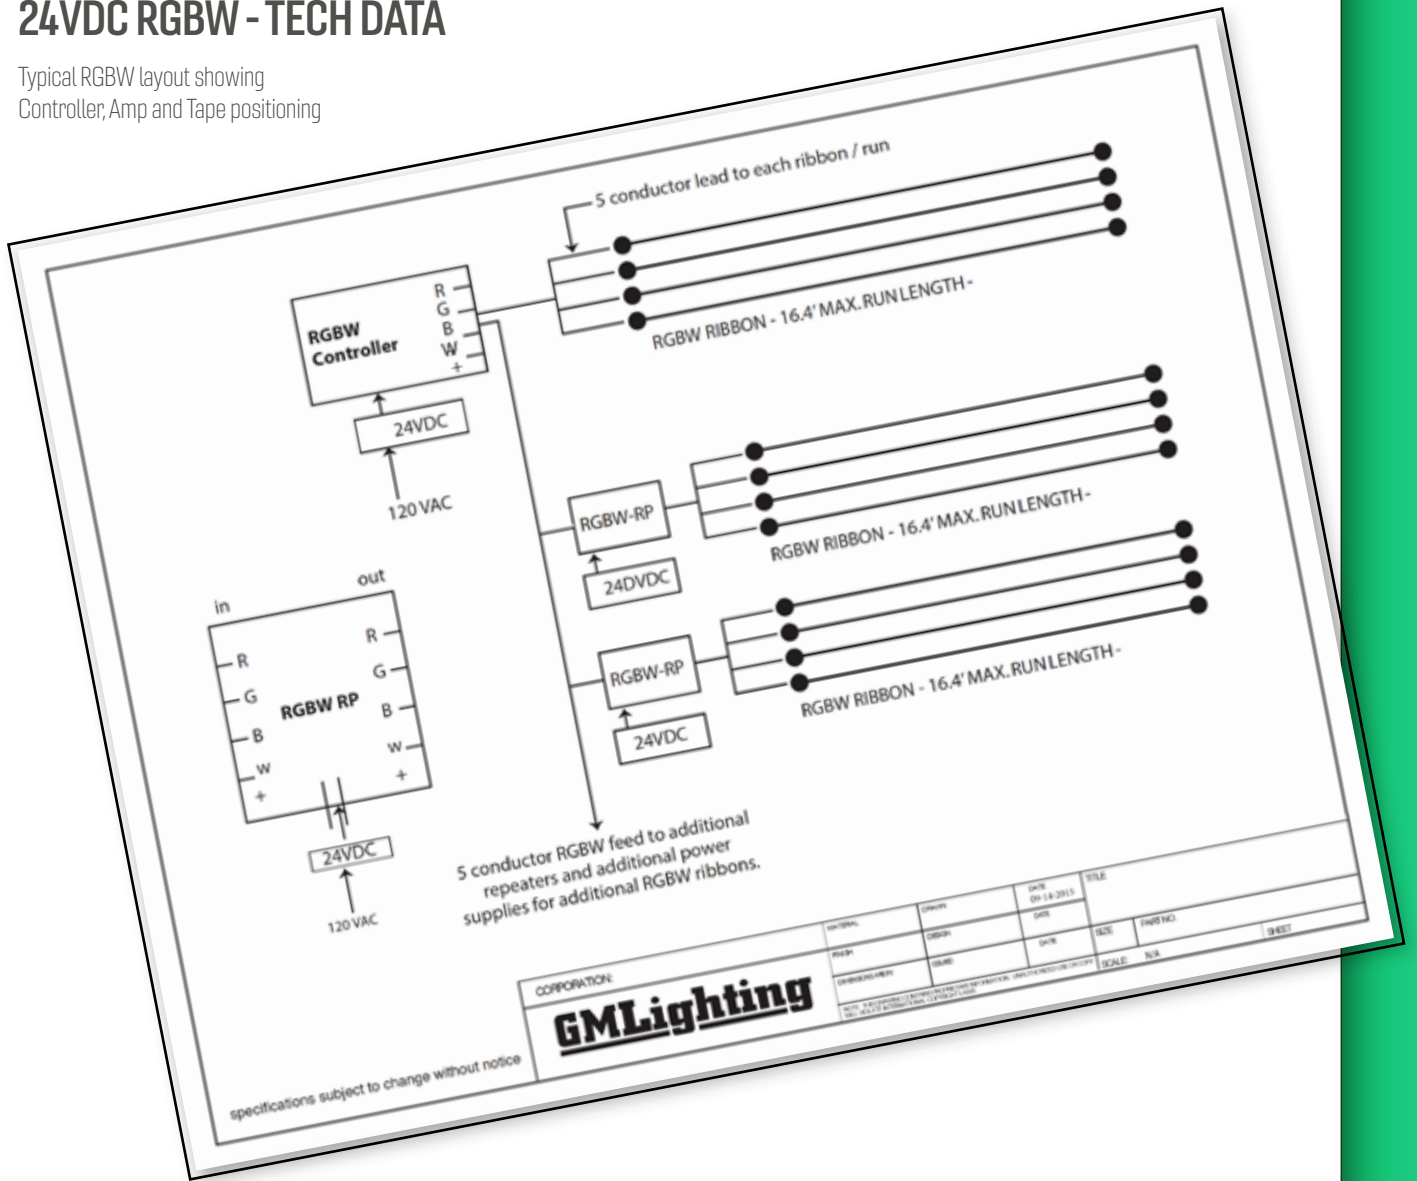 24VDC RGBW - TECH DATA
Typical RGBW layout showing
Controller, Amp and Tape positioning
5 conductor lead to each ribbon / run
RGBW
Controller
R
G
B
W
+
RGBW RIBBON - 16.4' MAX. RUN LENGTH -
24VDC
120 VAC
RGBW-RP
24DVDC
RGBW RIBBON - 16.4' MAX. RUN LENGTH -
RGBW-RP
24VDC
RGBW RIBBON - 16.4' MAX. RUN LENGTH -
in
out
R
G
B
W
+
RGBW RP
R
G
B
W
+
24VDC
120 VAC
5 conductor RGBW feed to additional
repeaters and additional power
supplies for additional RGBW ribbons.
CORPORATION:
GMLighting
MATERIAL
FINISH
DRAWN
DESIGN
ISSUED
DATE
09-14-2015
DATE
DATE
TITLE
SIZE
PART NO.
SCALE: N/A
SHEET
specifications subject to change without notice